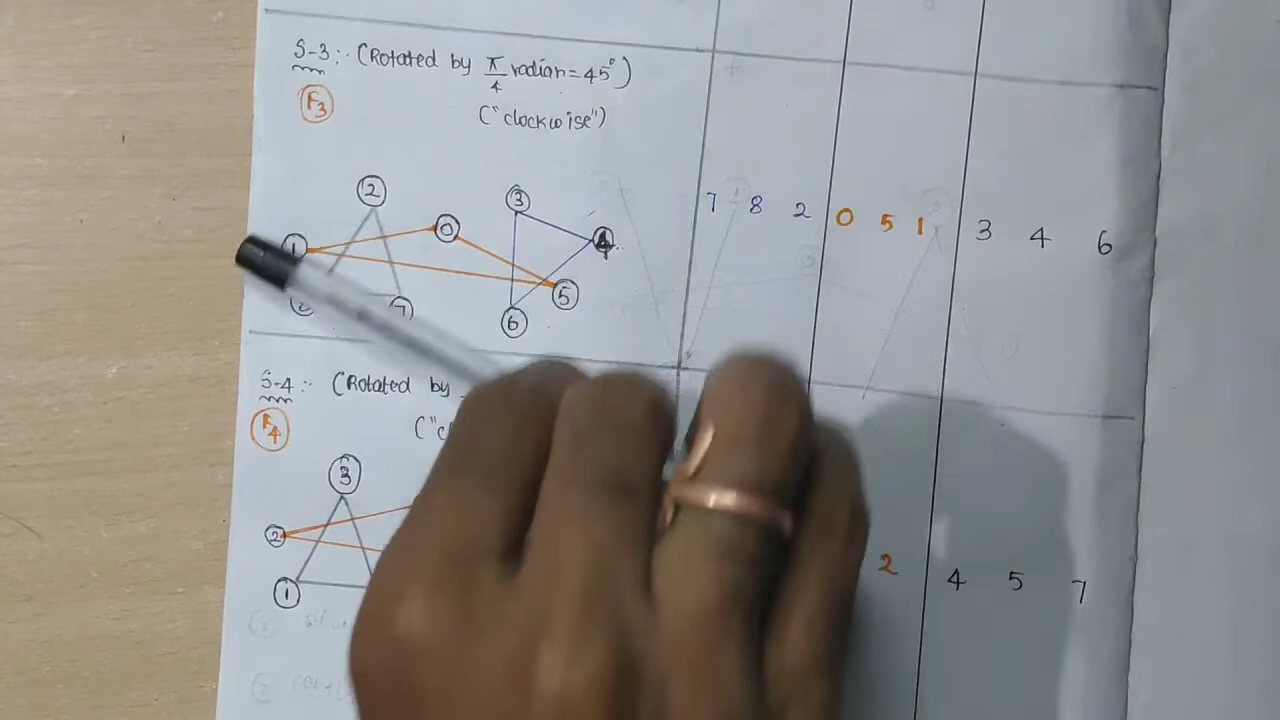 S-3:- (Rotated by π/4 radian = 45°)
F3
("clockwise")
2
3
0
4
1
5
8
7
6
7 8 2 0 5 1 3 4 6
S-4:- (Rotated by
F4
3
2
1
2 4 5 7